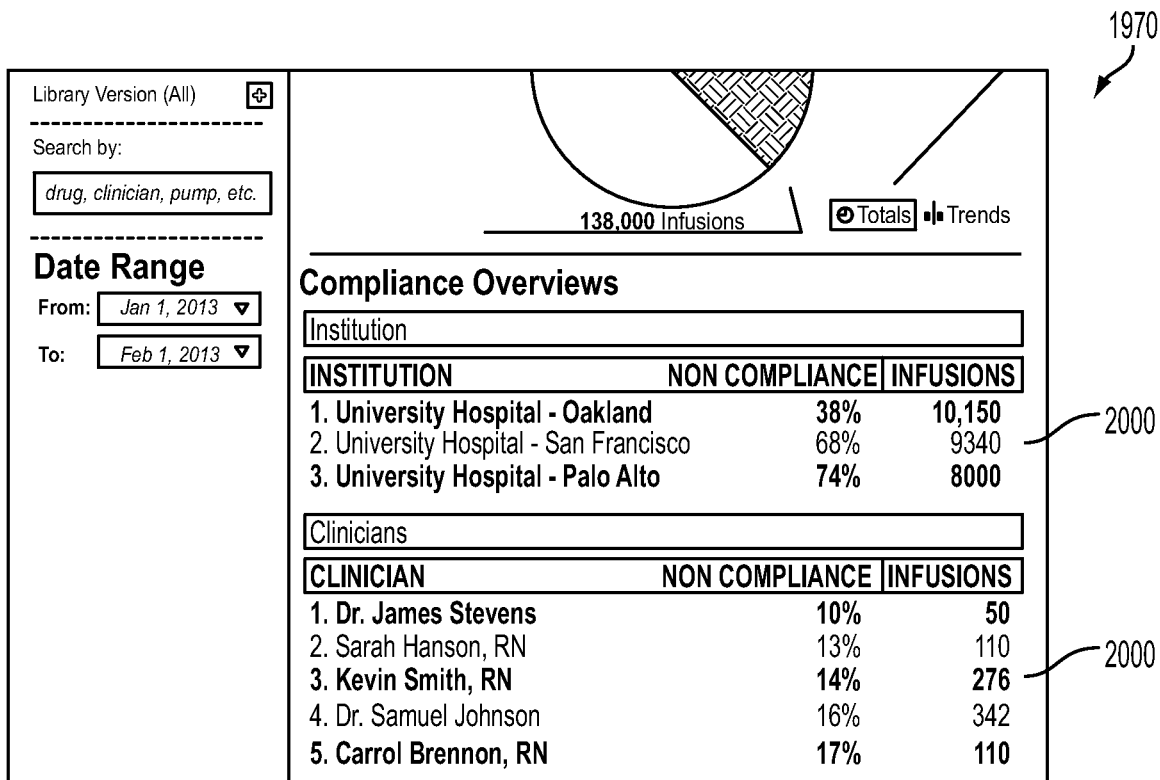 1970
Library Version (All)
Search by:
drug, clinician, pump, etc.
Date Range
From: Jan 1, 2013
To: Feb 1, 2013
138,000 Infusions
Totals Trends
Compliance Overviews
Institution
INSTITUTION NON COMPLIANCE INFUSIONS
1. University Hospital - Oakland 38% 10,150
2. University Hospital - San Francisco 68% 9340
3. University Hospital - Palo Alto 74% 8000
2000
Clinicians
CLINICIAN NON COMPLIANCE INFUSIONS
1. Dr. James Stevens 10% 50
2. Sarah Hanson, RN 13% 110
3. Kevin Smith, RN 14% 276
4. Dr. Samuel Johnson 16% 342
5. Carrol Brennon, RN 17% 110
2000